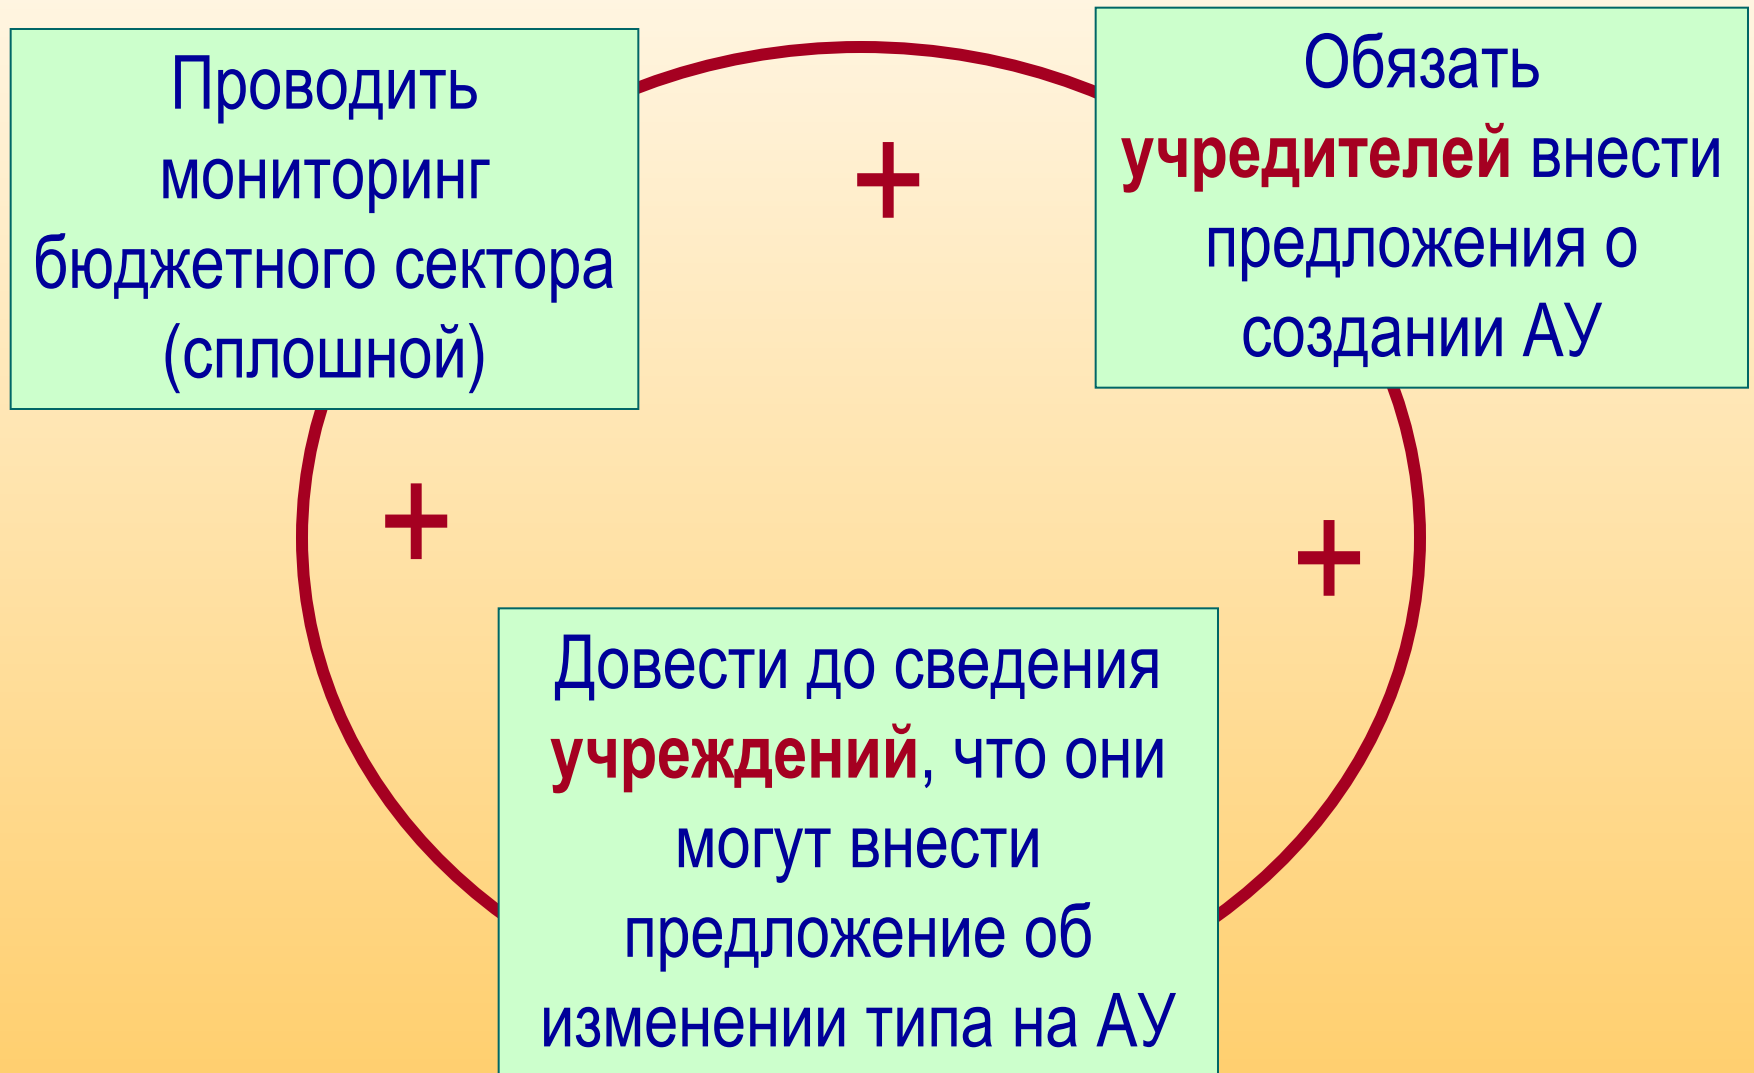 Проводить
мониторинг
бюджетного сектора
(сплошной)
+
Обязать
учредителей внести
предложения о
создании АУ
+
+
Довести до сведения
учреждений, что они
могут внести
предложение об
изменении типа на АУ